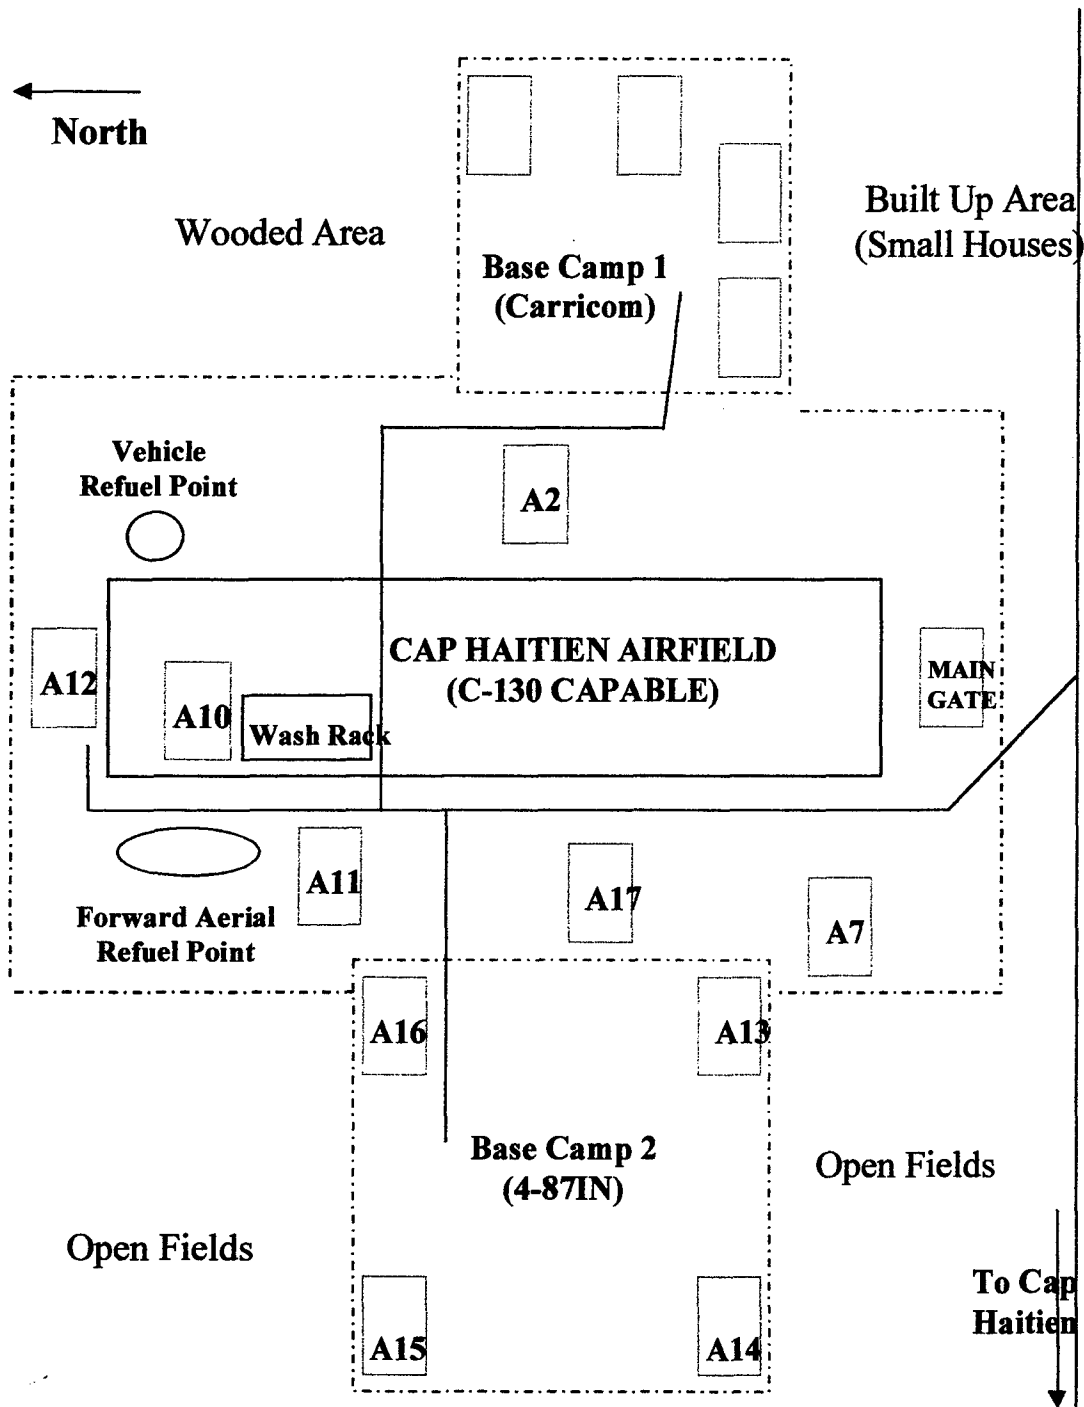 North
Wooded Area
Built Up Area
(Small Houses)
Base Camp 1
(Carricom)
Vehicle
Refuel Point
A2
CAP HAITIEN AIRFIELD
(C-130 CAPABLE)
MAIN
GATE
A12
A10
Wash Rack
A11
A17
A7
Forward Aerial
Refuel Point
A16
A13
Base Camp 2
(4-87IN)
Open Fields
Open Fields
To Cap
Haitien
A15
A14